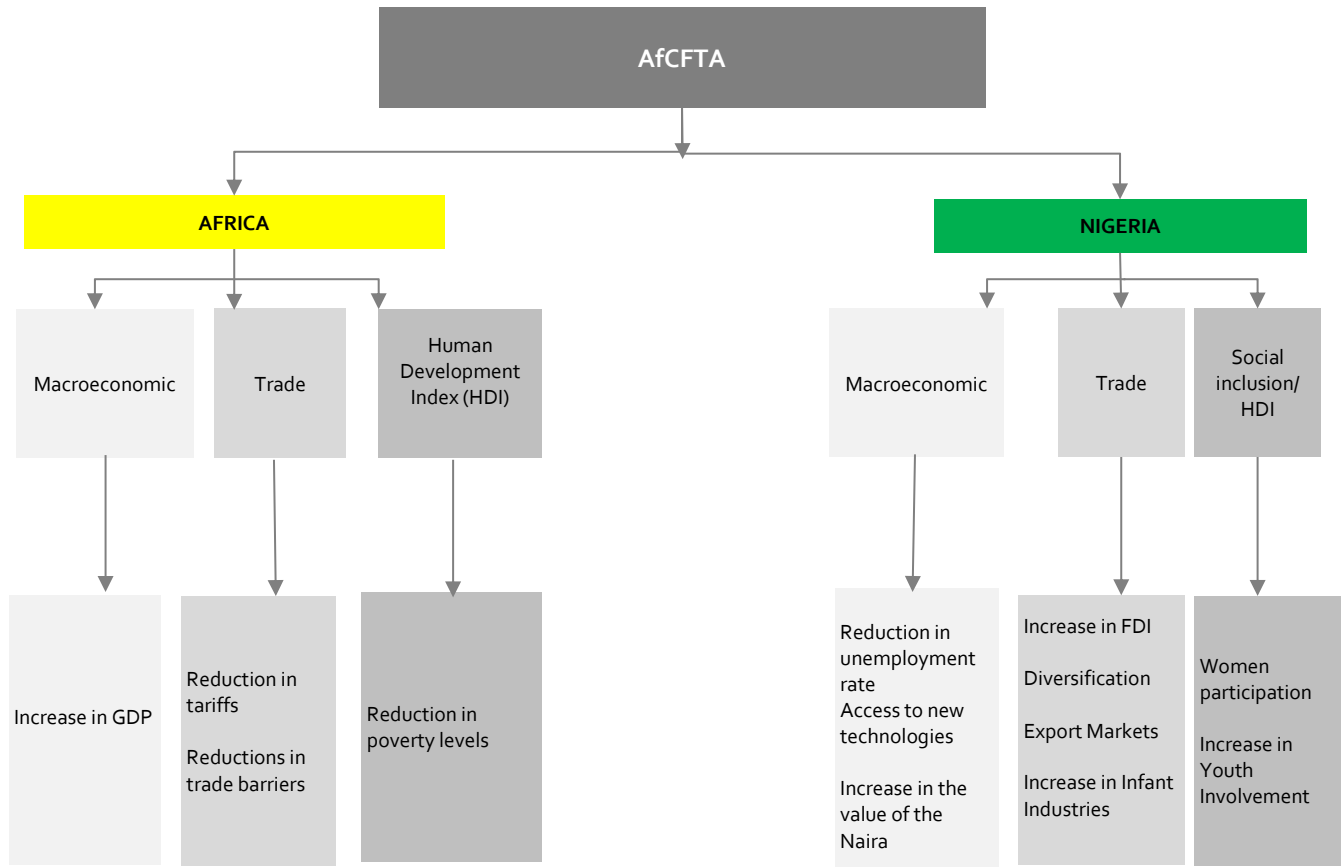 AfCFTA
AFRICA
NIGERIA
Macroeconomic
Trade
Human
Development
Index (HDI)
Macroeconomic
Trade
Social
inclusion/
HDI
Increase in GDP
Reduction in
tariffs
Reductions in
trade barriers
Reduction in
poverty levels
Reduction in
unemployment
rate
Access to new
technologies
Increase in the
value of the
Naira
Increase in FDI
Diversification
Export Markets
Increase in Infant
Industries
Women
participation
Increase in
Youth
Involvement